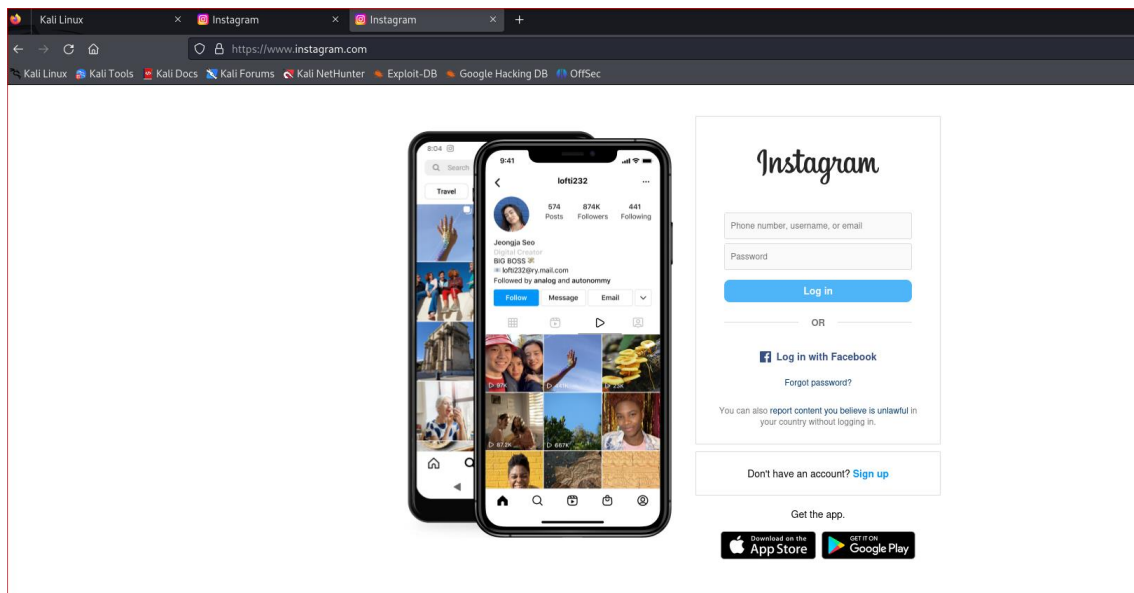 Kali Linux × Instagram × Instagram × +
https://www.instagram.com
Kali Linux Kali Tools Kali Docs Kali Forums Kali NetHunter Exploit-DB Google Hacking DB OffSec
8:04
Search
Travel
9:41
lofti232 ...
574 874K 441
Posts Followers Following
Jeongja Seo
Digital Creator
BIG BOSS
lofti232@ry.mail.com
Followed by analog and autonommy
Follow Message Email
97K 23K
87.2K 667K
Instagram
Phone number, username, or email
Password
Log in
OR
Log in with Facebook
Forgot password?
You can also report content you believe is unlawful in
your country without logging in.
Don't have an account? Sign up
Get the app.
Download on the
App Store
GET IT ON
Google Play